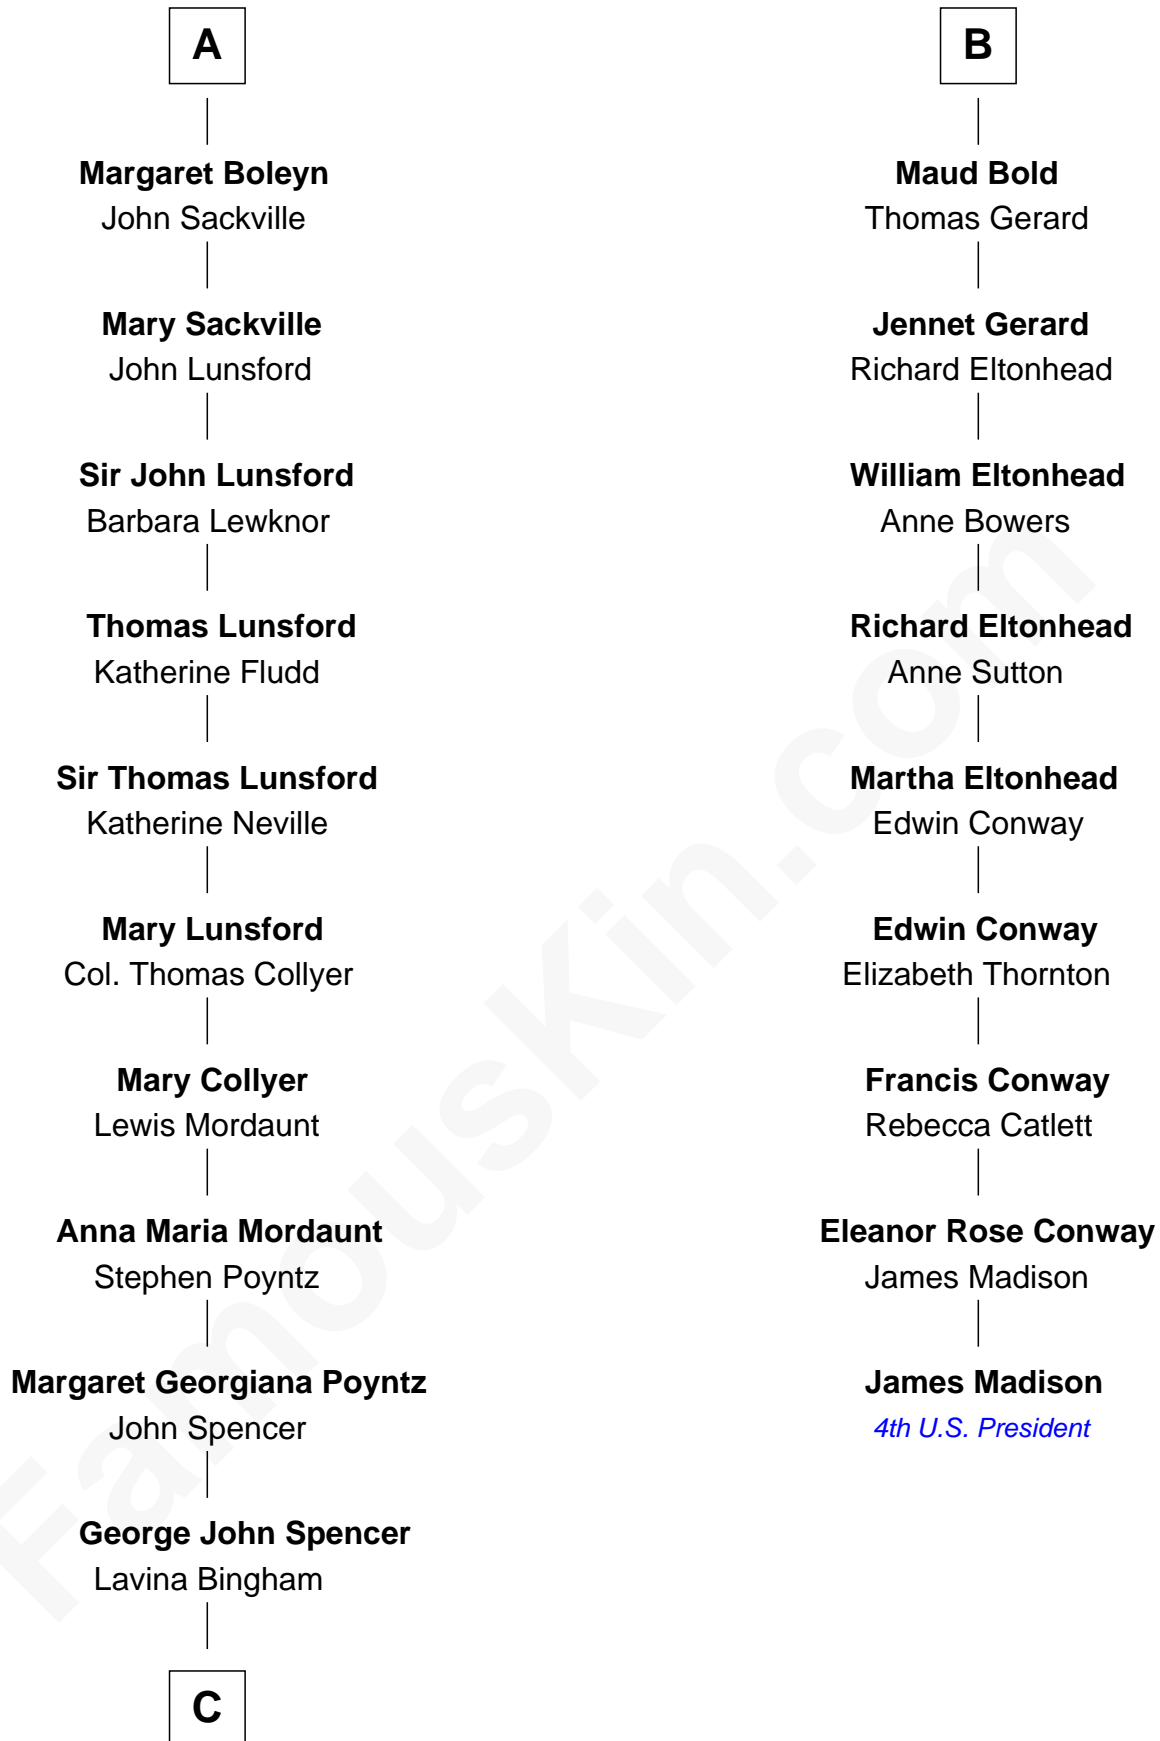 A
Margaret Boleyn
John Sackville
Mary Sackville
John Lunsford
Sir John Lunsford
Barbara Lewknor
Thomas Lunsford
Katherine Fludd
Sir Thomas Lunsford
Katherine Neville
Mary Lunsford
Col. Thomas Collyer
Mary Collyer
Lewis Mordaunt
Anna Maria Mordaunt
Stephen Poyntz
Margaret Georgiana Poyntz
John Spencer
George John Spencer
Lavina Bingham
C
B
Maud Bold
Thomas Gerard
Jennet Gerard
Richard Eltonhead
William Eltonhead
Anne Bowers
Richard Eltonhead
Anne Sutton
Martha Eltonhead
Edwin Conway
Edwin Conway
Elizabeth Thornton
Francis Conway
Rebecca Catlett
Eleanor Rose Conway
James Madison
James Madison
4th U.S. President
FamousKin.com